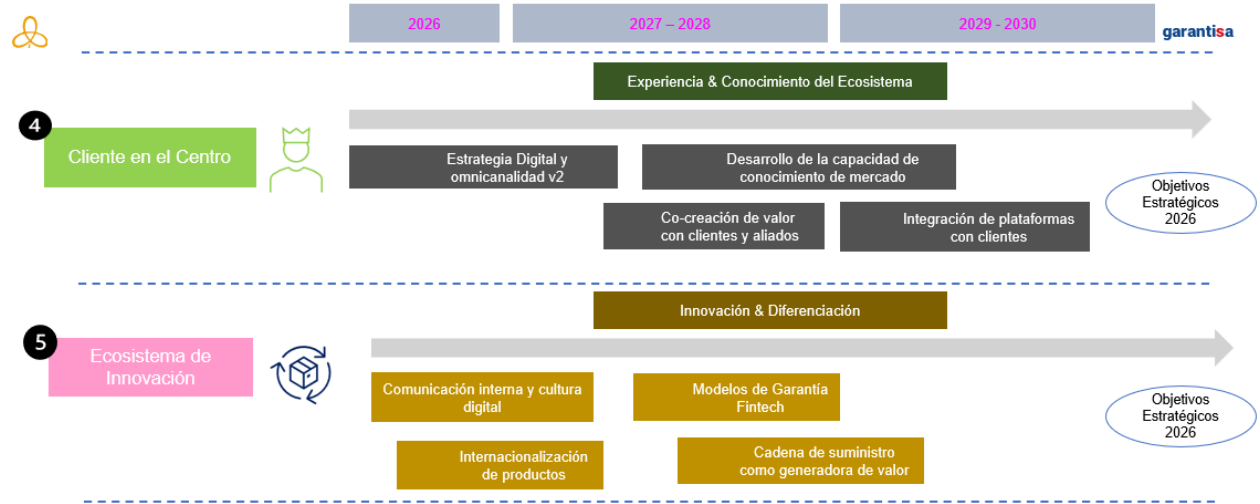 2026
2027 – 2028
2029 - 2030
garantisa
Experiencia & Conocimiento del Ecosistema
4
Cliente en el Centro
Estrategia Digital y
omnicanalidad v2
Desarrollo de la capacidad de
conocimiento de mercado
Co-creación de valor
con clientes y aliados
Integración de plataformas
con clientes
Objetivos
Estratégicos
2026
Innovación & Diferenciación
5
Ecosistema de
Innovación
Comunicación interna y cultura
digital
Modelos de Garantía
Fintech
Internacionalización
de productos
Cadena de suministro
como generadora de valor
Objetivos
Estratégicos
2026